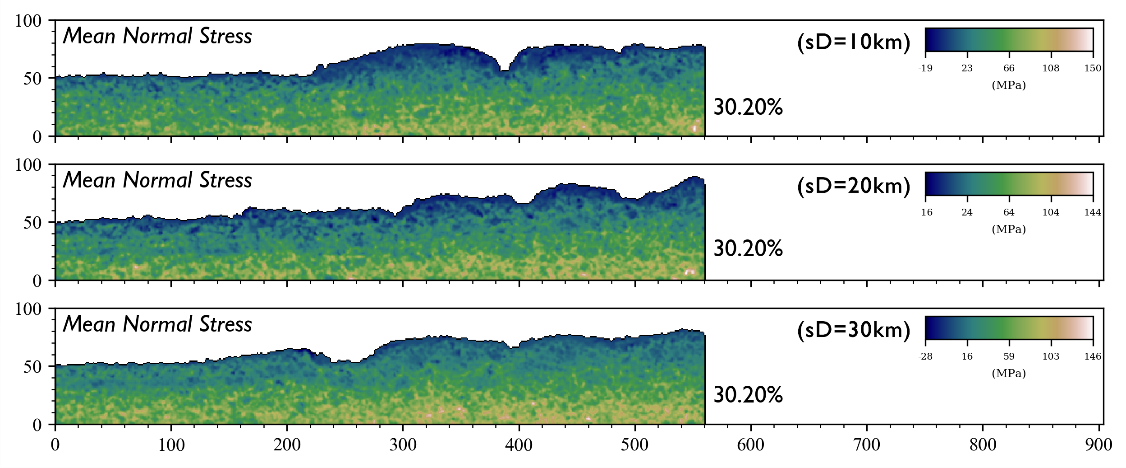 100
Mean Normal Stress
(sD=10km)
-19 23 66 108 150
(MPa)
50
30.20%
0
100
Mean Normal Stress
(sD=20km)
16 24 64 104 144
(MPa)
50
30.20%
0
100
Mean Normal Stress
(sD=30km)
28 16 59 103 146
(MPa)
50
30.20%
0
0 100 200 300 400 500 600 700 800 900